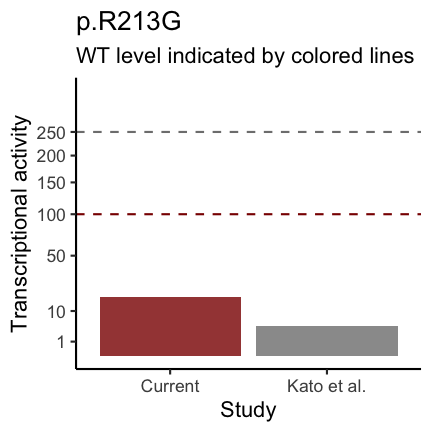 p.R213G
WT level indicated by colored lines
Transcriptional activity
250
200
150
100
50
10
1
Current
Kato et al.
Study